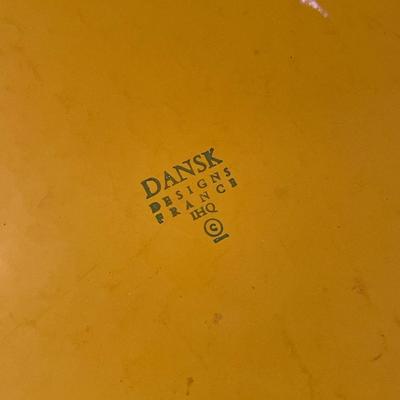 DANSK
DESIGNS
FRANCE
IHQ
©